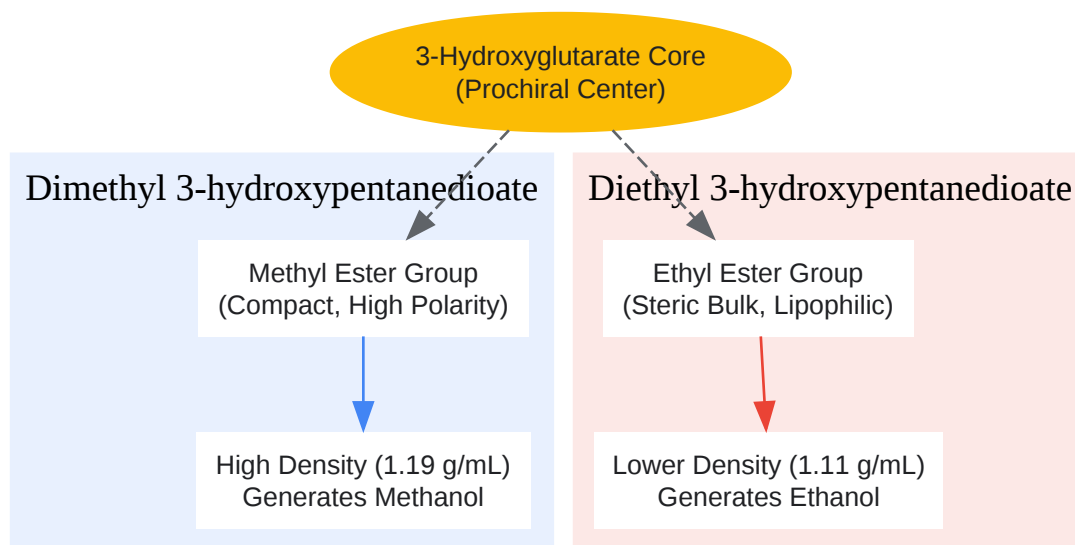 3-Hydroxyglutarate Core
(Prochiral Center)
Dimethyl 3-hydroxypentanedioate
Methyl Ester Group
(Compact, High Polarity)
High Density (1.19 g/mL)
Generates Methanol
Diethyl 3-hydroxypentanedioate
Ethyl Ester Group
(Steric Bulk, Lipophilic)
Lower Density (1.11 g/mL)
Generates Ethanol